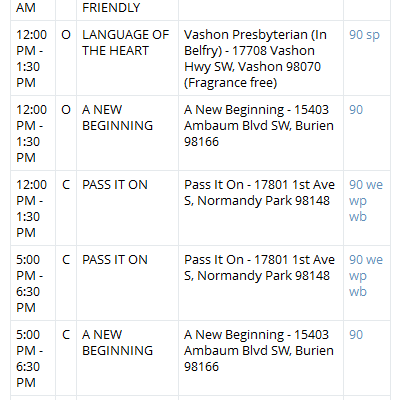 AM FRIENDLY
12:00 O LANGUAGE OF Vashon Presbyterian (In 90 sp
PM - THE HEART Belfry) - 17708 Vashon
1:30 Hwy SW, Vashon 98070
PM (Fragrance free)
12:00 O A NEW A New Beginning - 15403 90
PM - BEGINNING Ambaum Blvd SW, Burien
1:30 98166
PM
12:00 C PASS IT ON Pass It On - 17801 1st Ave 90 we
PM - S, Normandy Park 98148 wp
1:30 wb
PM
5:00 C PASS IT ON Pass It On - 17801 1st Ave 90 we
PM - S, Normandy Park 98148 wp
6:30 wb
PM
5:00 C A NEW A New Beginning - 15403 90
PM - BEGINNING Ambaum Blvd SW, Burien
6:30 98166
PM